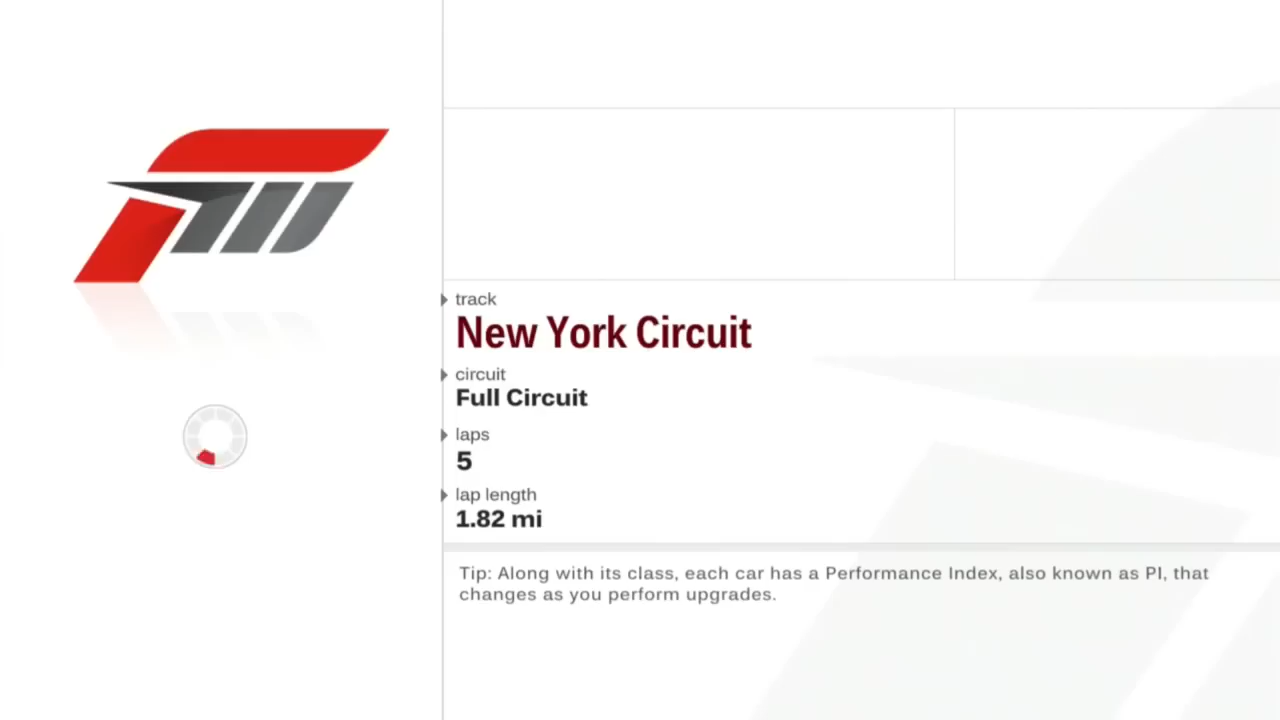 track
New York Circuit
circuit
Full Circuit
laps
5
lap length
1.82 mi
Tip: Along with its class, each car has a Performance Index, also known as PI, that
changes as you perform upgrades.